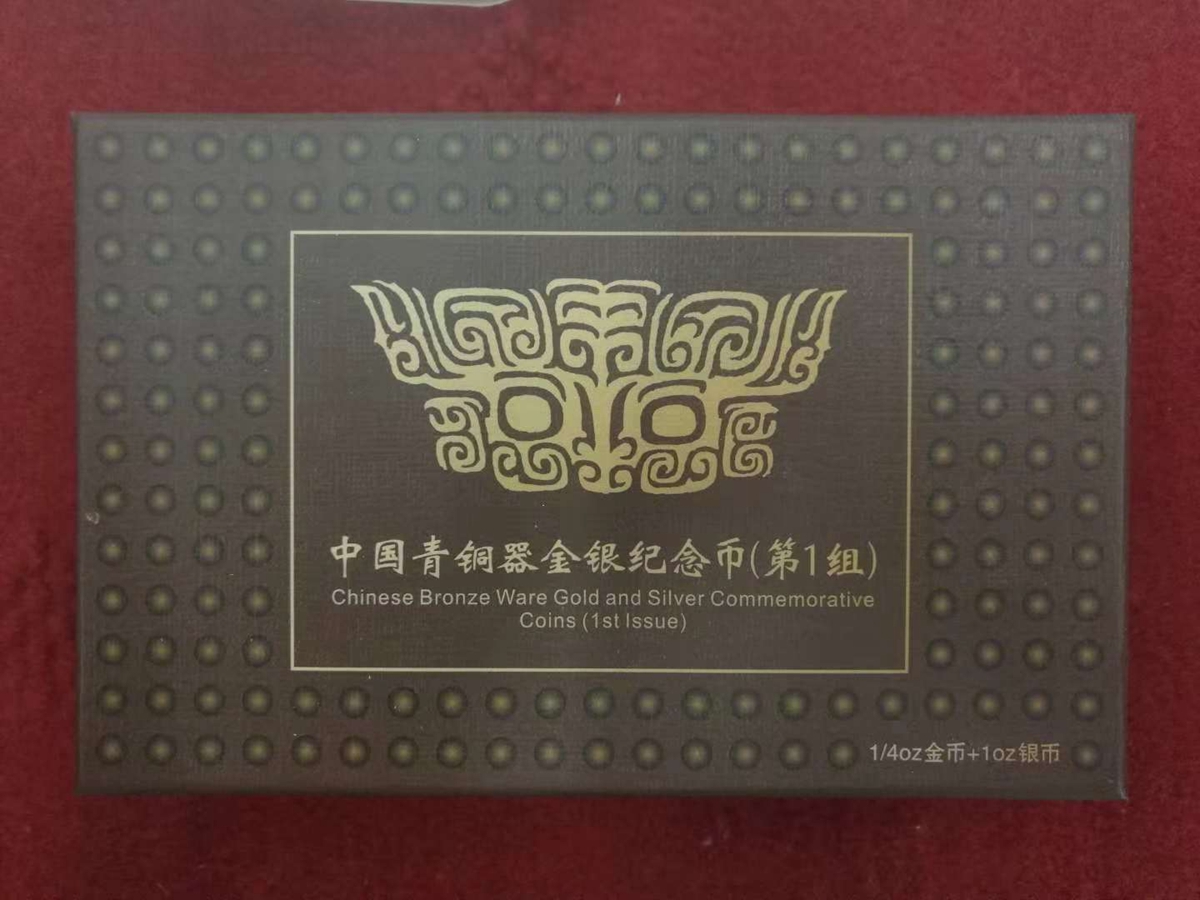 中国青铜器金银纪念币(第1组)
Chinese Bronze Ware Gold and Silver Commemorative
Coins (1st Issue)
1/4oz金币+1oz银币